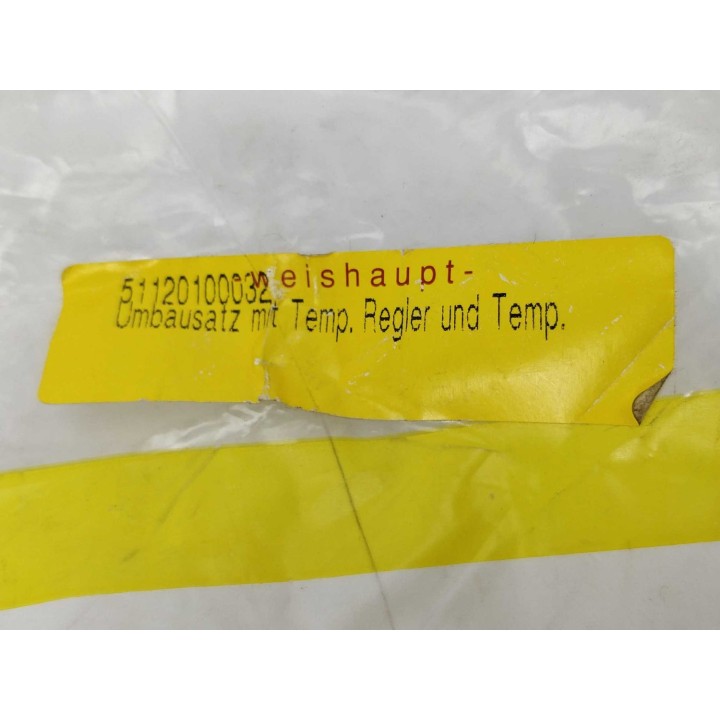 -weishaupt-
51120100032
Umbausatz mit Temp. Regler und Temp.